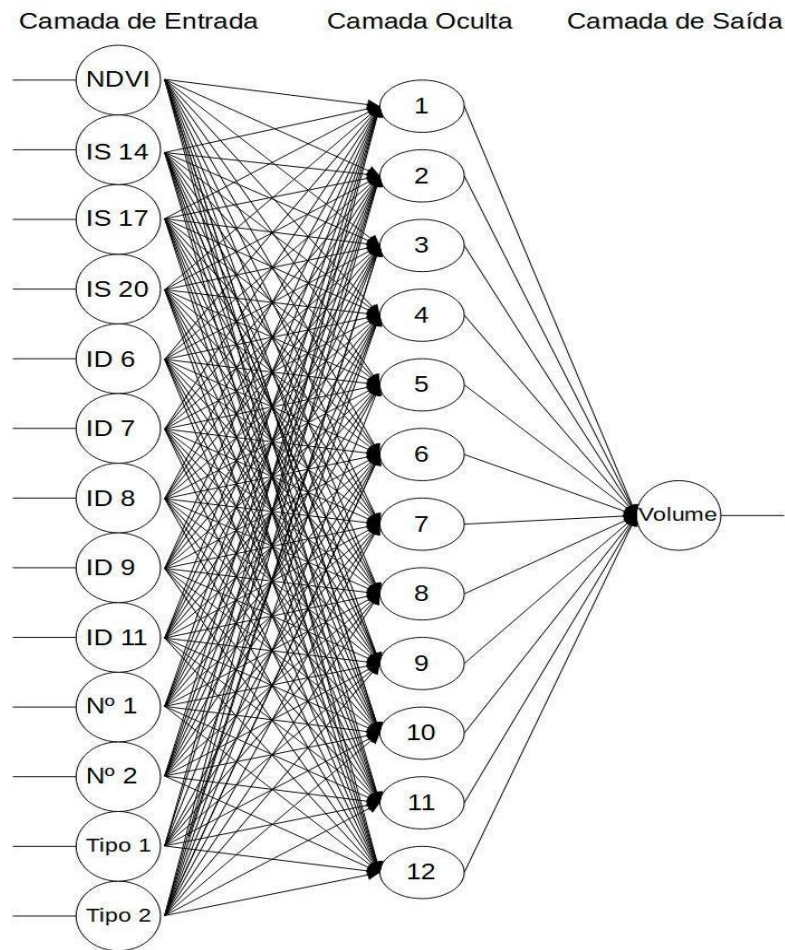 Camada de Entrada
Camada Oculta
Camada de Saída
NDVI
IS 14
IS 17
IS 20
ID 6
ID 7
ID 8
ID 9
ID 11
Nº 1
Nº 2
Tipo 1
Tipo 2
1
2
3
4
5
6
7
8
9
10
11
12
Volume